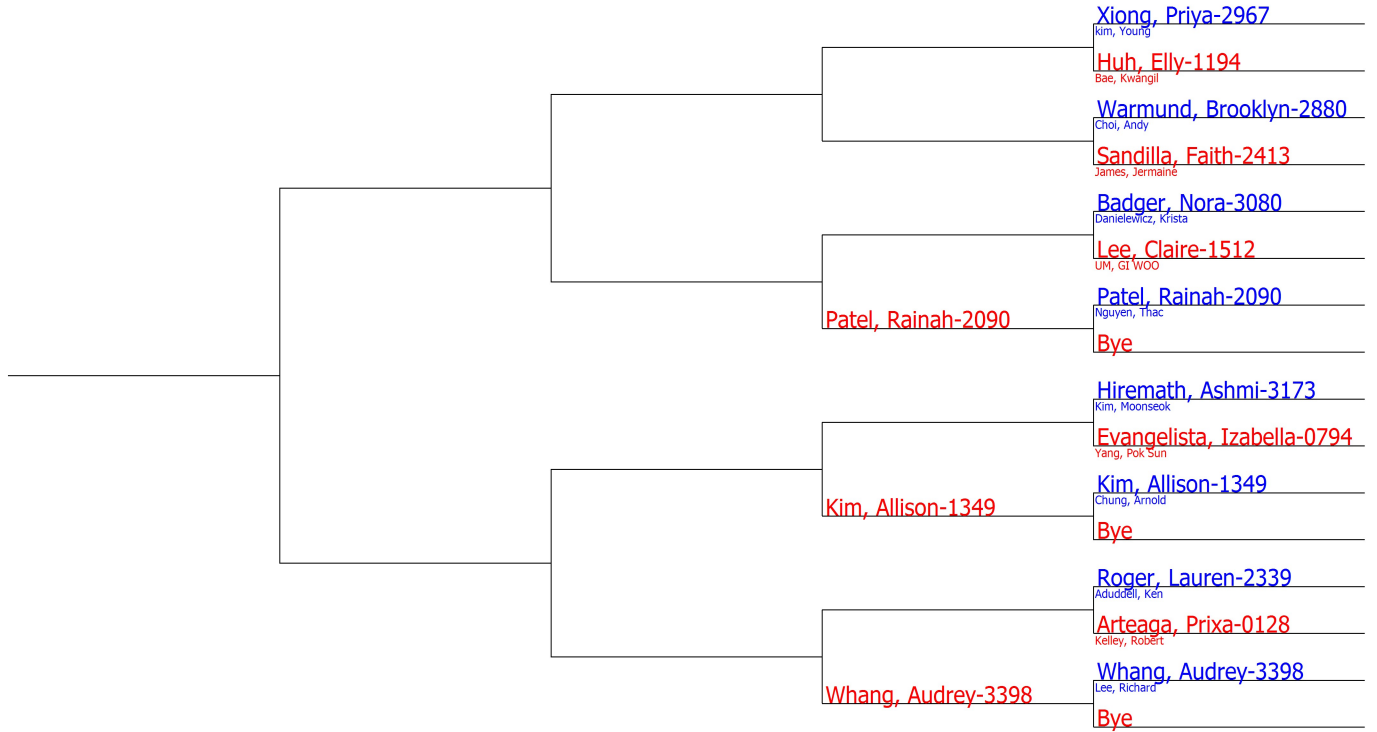 Xiong, Priya-2967
kim, Young
Huh, Elly-1194
Bae, Kwangil
Warmund, Brooklyn-2880
Choi, Andy
Sandilla, Faith-2413
James, Jermaine
Badger, Nora-3080
Danielewicz, Krista
Lee, Claire-1512
UM, GI WOO
Patel, Rainah-2090
Nguyen, Thac
Patel, Rainah-2090
Bye
Hiremath, Ashmi-3173
Kim, Moonseok
Evangelista, Izabella-0794
Yang, Pok Sun
Kim, Allison-1349
Chung, Arnold
Kim, Allison-1349
Bye
Roger, Lauren-2339
Aduddell, Ken
Arteaga, Prixa-0128
Kelley, Robert
Whang, Audrey-3398
Lee, Richard
Whang, Audrey-3398
Bye